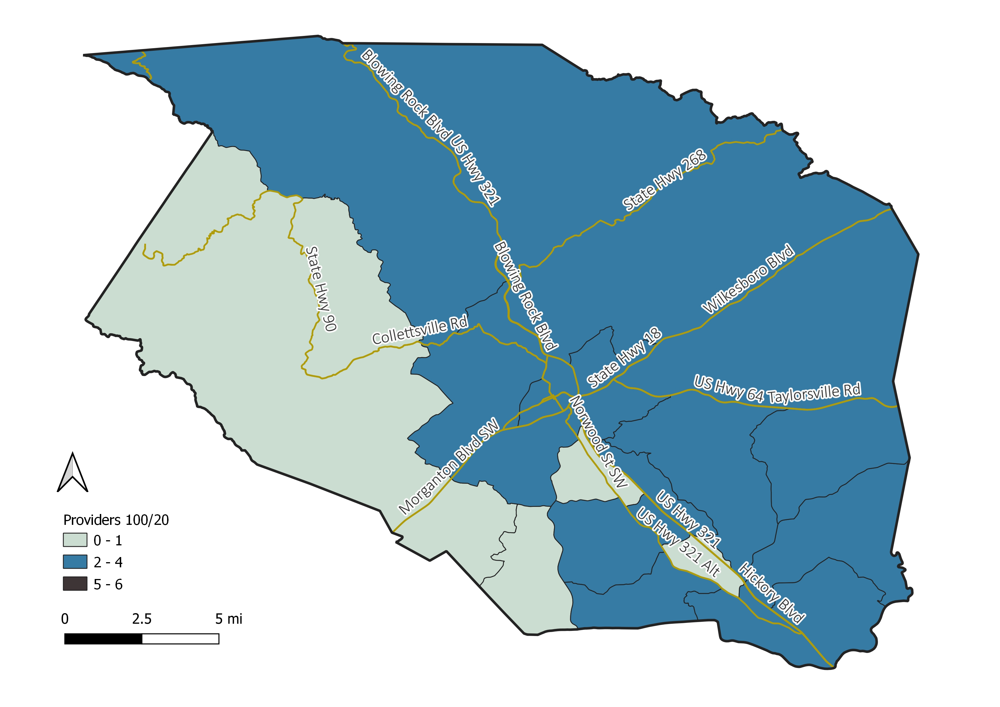 Blowing Rock Blvd US Hwy 321
State Hwy 268
Blowing Rock Blvd
Wilkesboro Blvd
State Hwy 90
Collettsville Rd
State Hwy 18
US Hwy 64 Taylorsville Rd
Norwood St SW
Morganton Blvd SW
US Hwy 321
US Hwy 321 Alt
Hickory Blvd
Providers 100/20
0 - 1
2 - 4
5 - 6
0 2.5 5 mi